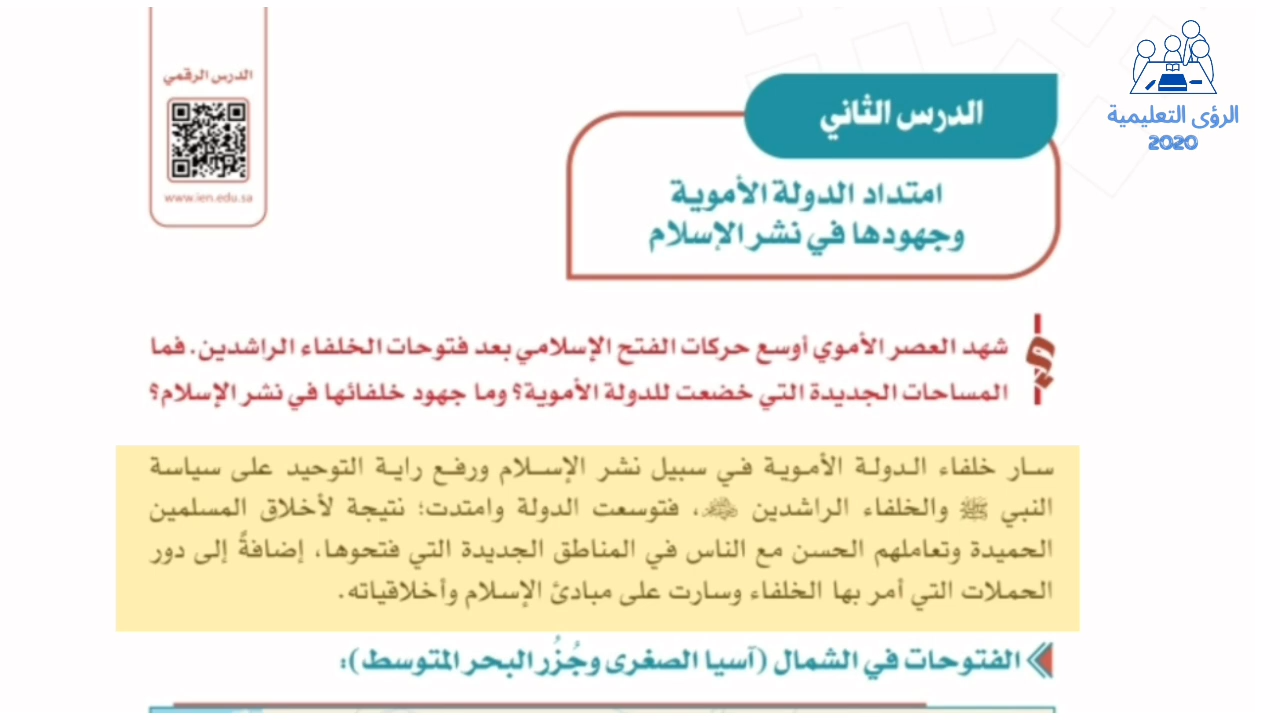 الدرس الرقمي
www.ien.edu.sa
الرؤى التعليمية
2020
الدرس الثاني
امتداد الدولة الأموية
وجهودها في نشر الإسلام
شهد العصر الأموي أوسع حركات الفتح الإسلامي بعد فتوحات الخلفاء الراشدين. فما
المساحات الجديدة التي خضعت للدولة الأموية؟ وما جهود خلفائها في نشر الإسلام؟
سار خلفاء الدولة الأموية في سبيل نشر الإسلام ورفع راية التوحيد على سياسة
النبي ﷺ والخلفاء الراشدين، فتوسعت الدولة وامتدت؛ نتيجة لأخلاق المسلمين
الحميدة وتعاملهم الحسن مع الناس في المناطق الجديدة التي فتحوها، إضافةً إلى دور
الحملات التي أمر بها الخلفاء وسارت على مبادئ الإسلام وأخلاقياته.
الفتوحات في الشمال (آسيا الصغرى وجُزُر البحر المتوسط):